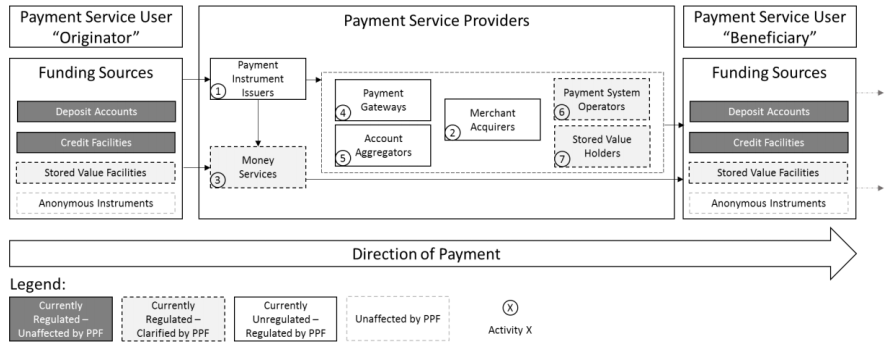 Payment Service User
“Originator”
Funding Sources
Deposit Accounts
Credit Facilities
Stored Value Facilities
Anonymous Instruments
Payment Service Providers
Payment
Instrument
Issuers
1
Money
Services
3
Payment
Gateways
4
Account
Aggregators
5
Merchant
Acquirers
2
Payment System
Operators
6
Stored Value
Holders
7
Payment Service User
“Beneficiary”
Funding Sources
Deposit Accounts
Credit Facilities
Stored Value Facilities
Anonymous Instruments
Direction of Payment
Legend:
Currently
Regulated –
Unaffected by PPF
Currently
Regulated –
Clarified by PPF
Currently
Unregulated –
Regulated by PPF
Unaffected by PPF
X
Activity X